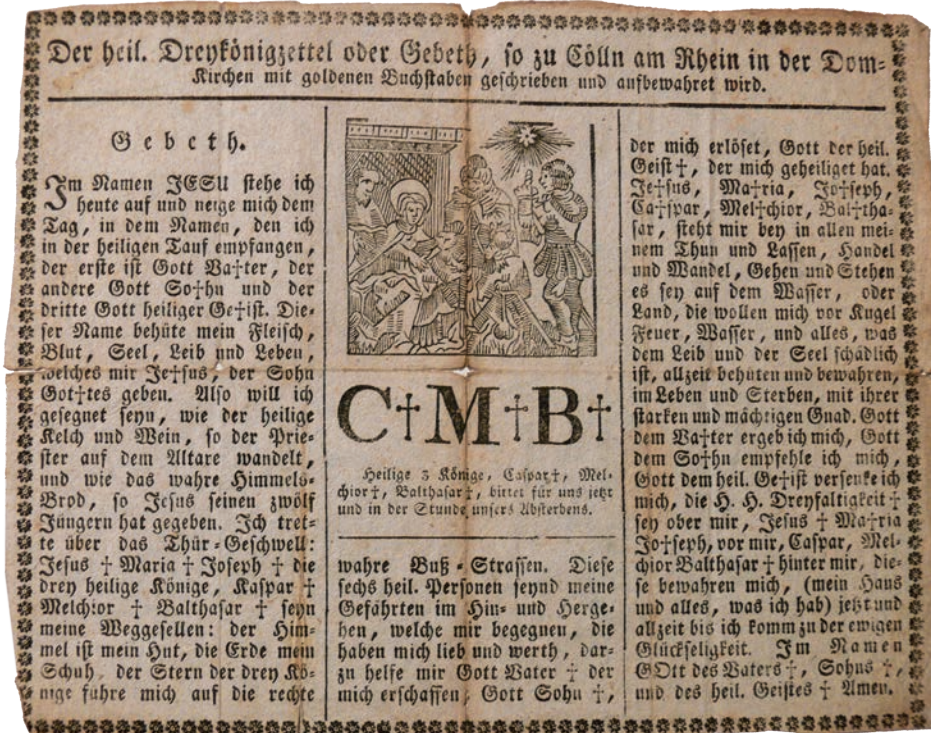 Der heil. Dreykönigzettel oder Gebeth, so zu Cölln am Rhein in der Dom-
Kirchen mit goldenen Buchstaben geschrieben und aufbewahret wird.
Gebeth.
Im Namen JESU stehe ich
heute auf und neige mich dem
Tag, in dem Namen, den ich
in der heiligen Tauf empfangen,
der erste ist Gott Va†ter, der
andere Gott So†hn und der
dritte Gott heiliger Ge†ist. Die-
ser Name behüte mein Fleisch,
Blut, Seel, Leib und Leben,
welches mir Je†sus, der Sohn
Got†tes geben. Also will ich
gesegnet seyn, wie der heilige
Kelch und Wein, so der Prie-
ster auf dem Altare wandelt,
und wie das wahre Himmels-
Brod, so Jesus seinen zwölf
Jüngern hat gegeben. Ich tret-
te über das Thür-Geschwell:
Jesus † Maria † Joseph † die
drey heilige Könige, Kaspar †
Melchior † Balthasar † seyn
meine Weggesellen: der Him-
mel ist mein Hut, die Erde mein
Schuh, der Stern der drey Kö-
nige führe mich auf die rechte
C†M†B†
Heilige 3 Könige, Caspar†, Mel-
chior†, Balthasar†, bittet für uns jetzt
und in der Stunde unsers Absterbens.
wahre Buß-Strassen. Diese
sechs heil. Personen seynd meine
Gefährten im Hin- und Herge-
hen, welche mir begegnen, die
haben mich lieb und werth, dar-
zu helfe mir Gott Vater † der
mich erschaffen, Gott Sohn †,
der mich erlöset, Gott der heil.
Geist†, der mich geheiliget hat.
Je†sus, Ma†ria, Jo†seph,
Ca†spar, Mel†chior, Bal†tha-
sar, steht mir bey in allen mei-
nem Thun und Lassen, Handel
und Wandel, Gehen und Stehen
es sey auf dem Wasser, oder
Land, die wollen mich vor Kugel
Feuer, Wasser, und alles, was
dem Leib und der Seel schädlich
ist, allzeit behüten und bewahren,
im Leben und Sterben, mit ihrer
starken und mächtigen Gnad. Gott
dem Va†ter ergeb ich mich, Gott
dem So†hn empfehle ich mich,
Gott dem heil. Ge†ist versenke ich
mich, die H. H. Dreyfaltigkeit †
sey ober mir, Jesus † Ma†ria
Jo†seph, vor mir, Caspar, Mel-
chior Balthasar † hinter mir, die-
se bewahren mich, (mein Haus
und alles, was ich hab) jetzt und
allzeit bis ich komm zu der ewigen
Glückseligkeit. Im Namen
GOtt des Vaters†, Sohns †,
und des heil. Geistes † Amen.